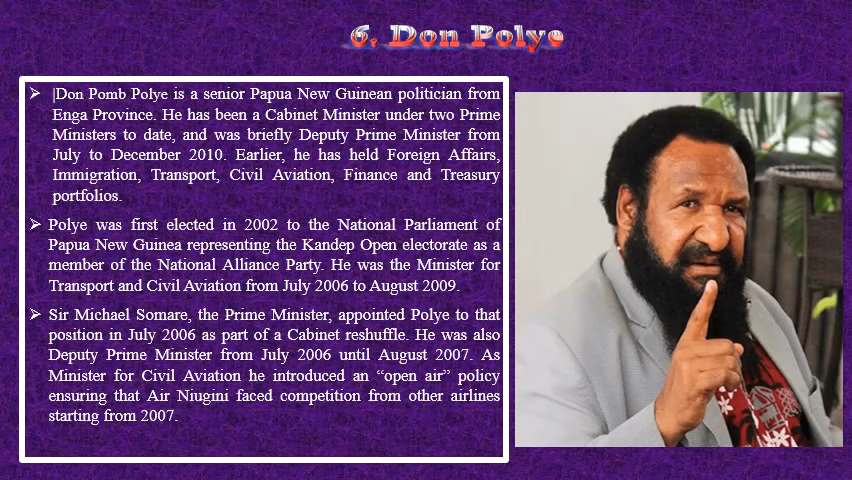 6. Don Polye
➢ |Don Pomb Polye is a senior Papua New Guinean politician from
Enga Province. He has been a Cabinet Minister under two Prime
Ministers to date, and was briefly Deputy Prime Minister from
July to December 2010. Earlier, he has held Foreign Affairs,
Immigration, Transport, Civil Aviation, Finance and Treasury
portfolios.
➢ Polye was first elected in 2002 to the National Parliament of
Papua New Guinea representing the Kandep Open electorate as a
member of the National Alliance Party. He was the Minister for
Transport and Civil Aviation from July 2006 to August 2009.
➢ Sir Michael Somare, the Prime Minister, appointed Polye to that
position in July 2006 as part of a Cabinet reshuffle. He was also
Deputy Prime Minister from July 2006 until August 2007. As
Minister for Civil Aviation he introduced an “open air” policy
ensuring that Air Niugini faced competition from other airlines
starting from 2007.